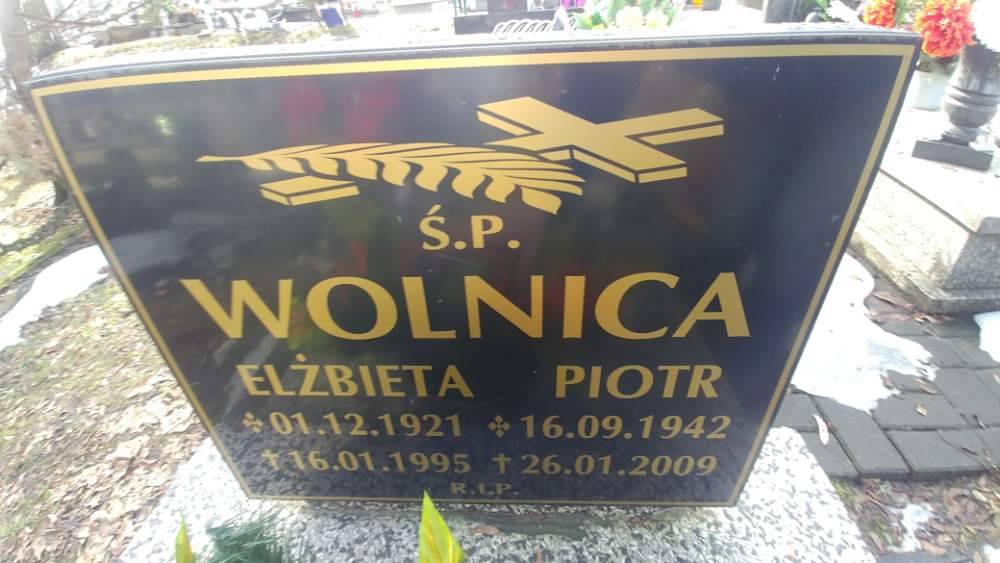 Ś.P.
WOLNICA
ELŻBIETA PIOTR
01.12.1921 16.09.1942
† 16.01.1995 † 26.01.2009
R.I.P.